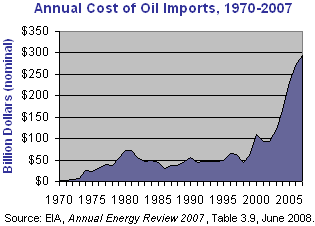 Annual Cost of Oil Imports, 1970-2007
Billion Dollars (nominal)
$350
$300
$250
$200
$150
$100
$50
$0
1970 1975 1980 1985 1990 1995 2000 2005
Source: EIA, Annual Energy Review 2007, Table 3.9, June 2008.